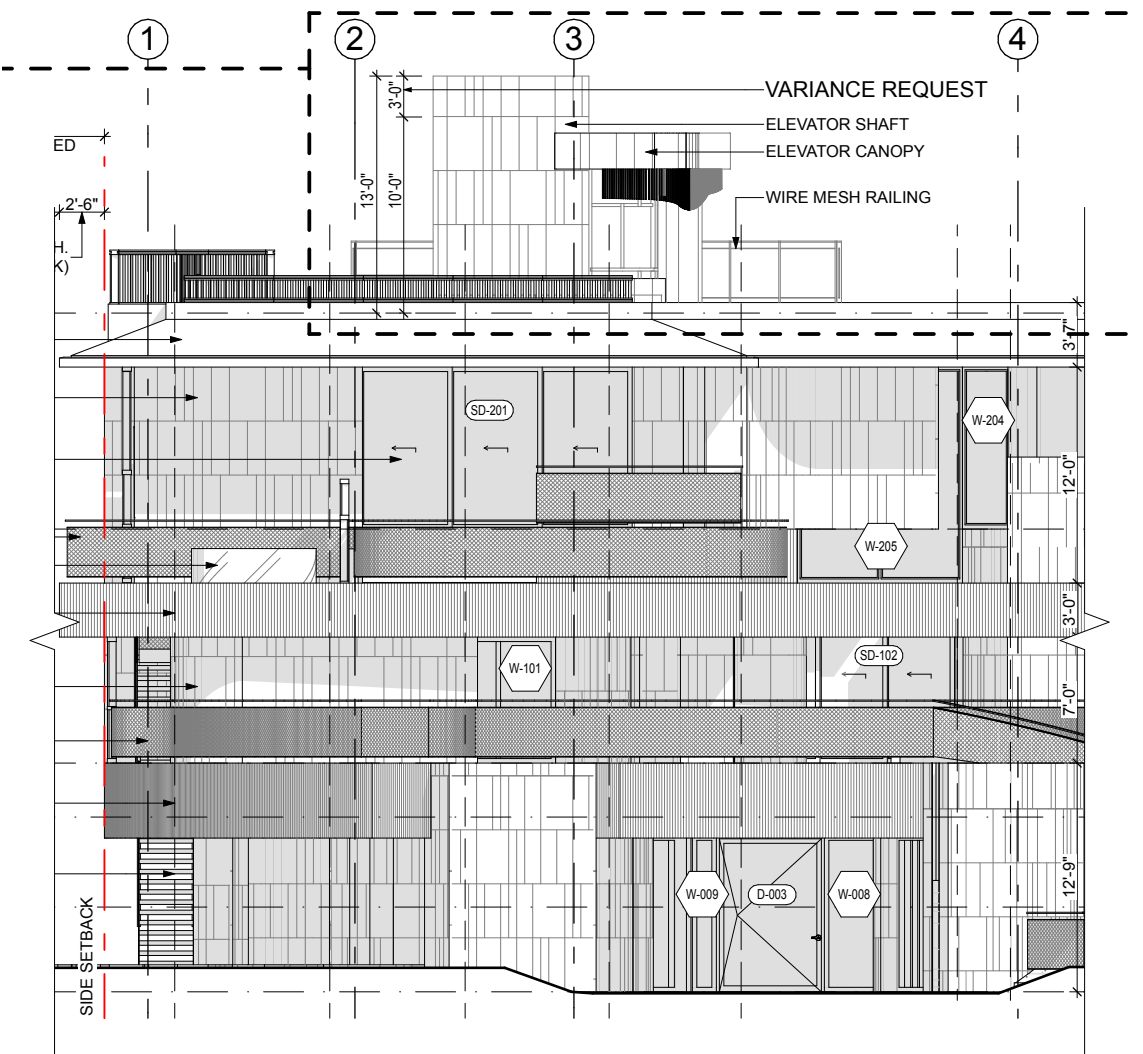 1
2
3
4
VARIANCE REQUEST
3'-0"
ELEVATOR SHAFT
ELEVATOR CANOPY
ED
13'-0"
10'-0"
WIRE MESH RAILING
2'-6"
H.
K)
3'-7"
SD-201
W-204
12'-0"
W-205
3'-0"
W-101
SD-102
7'-0"
12'-9"
W-009
D-003
W-008
SIDE SETBACK